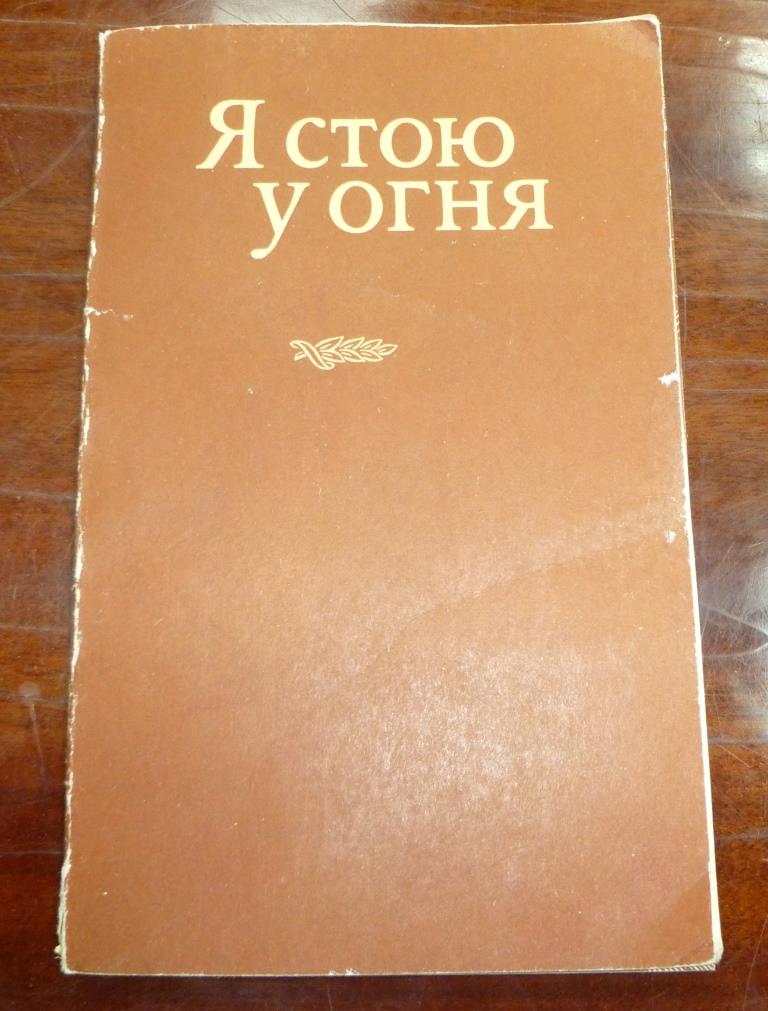 Я стою
у огня